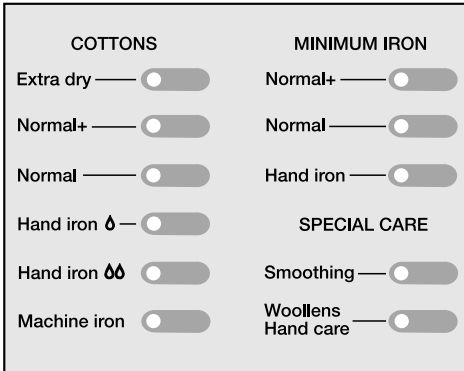 COTTONS
Extra dry
Normal+
Normal
Hand iron
Hand iron
Machine iron
MINIMUM IRON
Normal+
Normal
Hand iron
SPECIAL CARE
Smoothing
Woollens
Hand care